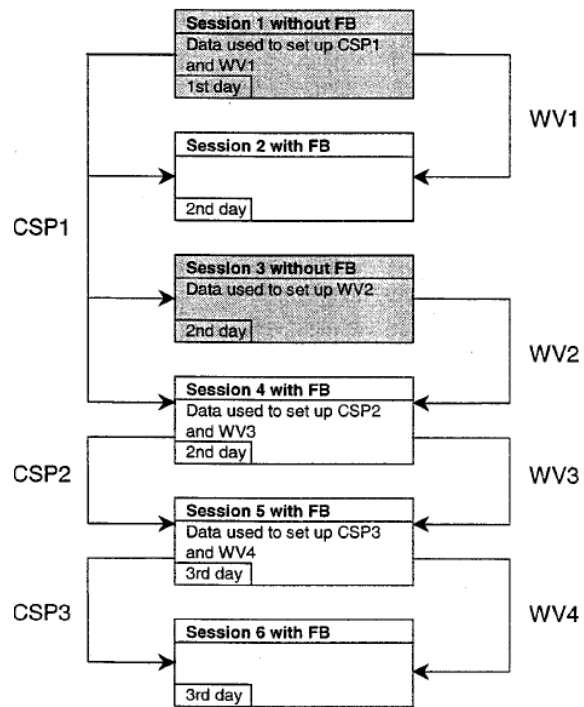 Session 1 without FB
Data used to set up CSP1
and WV1
1st day
WV1
Session 2 with FB
2nd day
CSP1
Session 3 without FB
Data used to set up WV2
2nd day
WV2
Session 4 with FB
Data used to set up CSP2
and WV3
2nd day
CSP2
WV3
Session 5 with FB
Data used to set up CSP3
and WV4
3rd day
CSP3
WV4
Session 6 with FB
3rd day